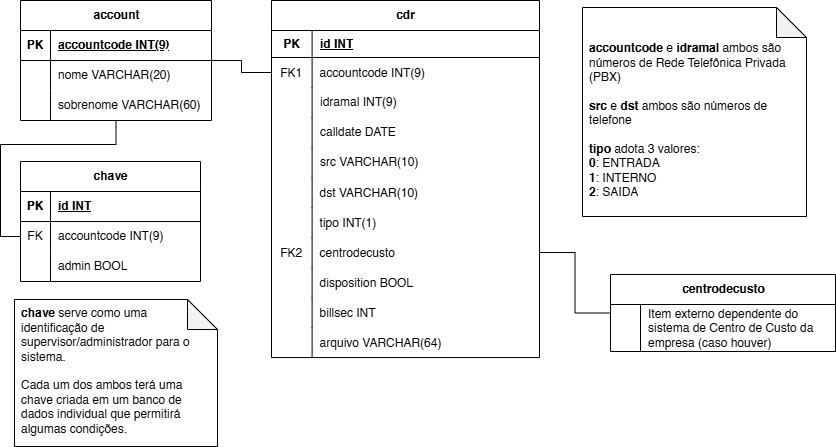 account
PK accountcode INT(9)
nome VARCHAR(20)
sobrenome VARCHAR(60)
chave
PK id INT
FK accountcode INT(9)
admin BOOL
chave serve como uma
identificação de
supervisor/administrador para o
sistema.
Cada um dos ambos terá uma
chave criada em um banco de
dados individual que permitirá
algumas condições.
cdr
PK id INT
FK1 accountcode INT(9)
idramal INT(9)
calldate DATE
src VARCHAR(10)
dst VARCHAR(10)
tipo INT(1)
FK2 centrodecusto
disposition BOOL
billsec INT
arquivo VARCHAR(64)
accountcode e idramal ambos são
números de Rede Telefônica Privada
(PBX)
src e dst ambos são números de
telefone
tipo adota 3 valores:
0: ENTRADA
1: INTERNO
2: SAIDA
centrodecusto
Item externo dependente do
sistema de Centro de Custo da
empresa (caso houver)